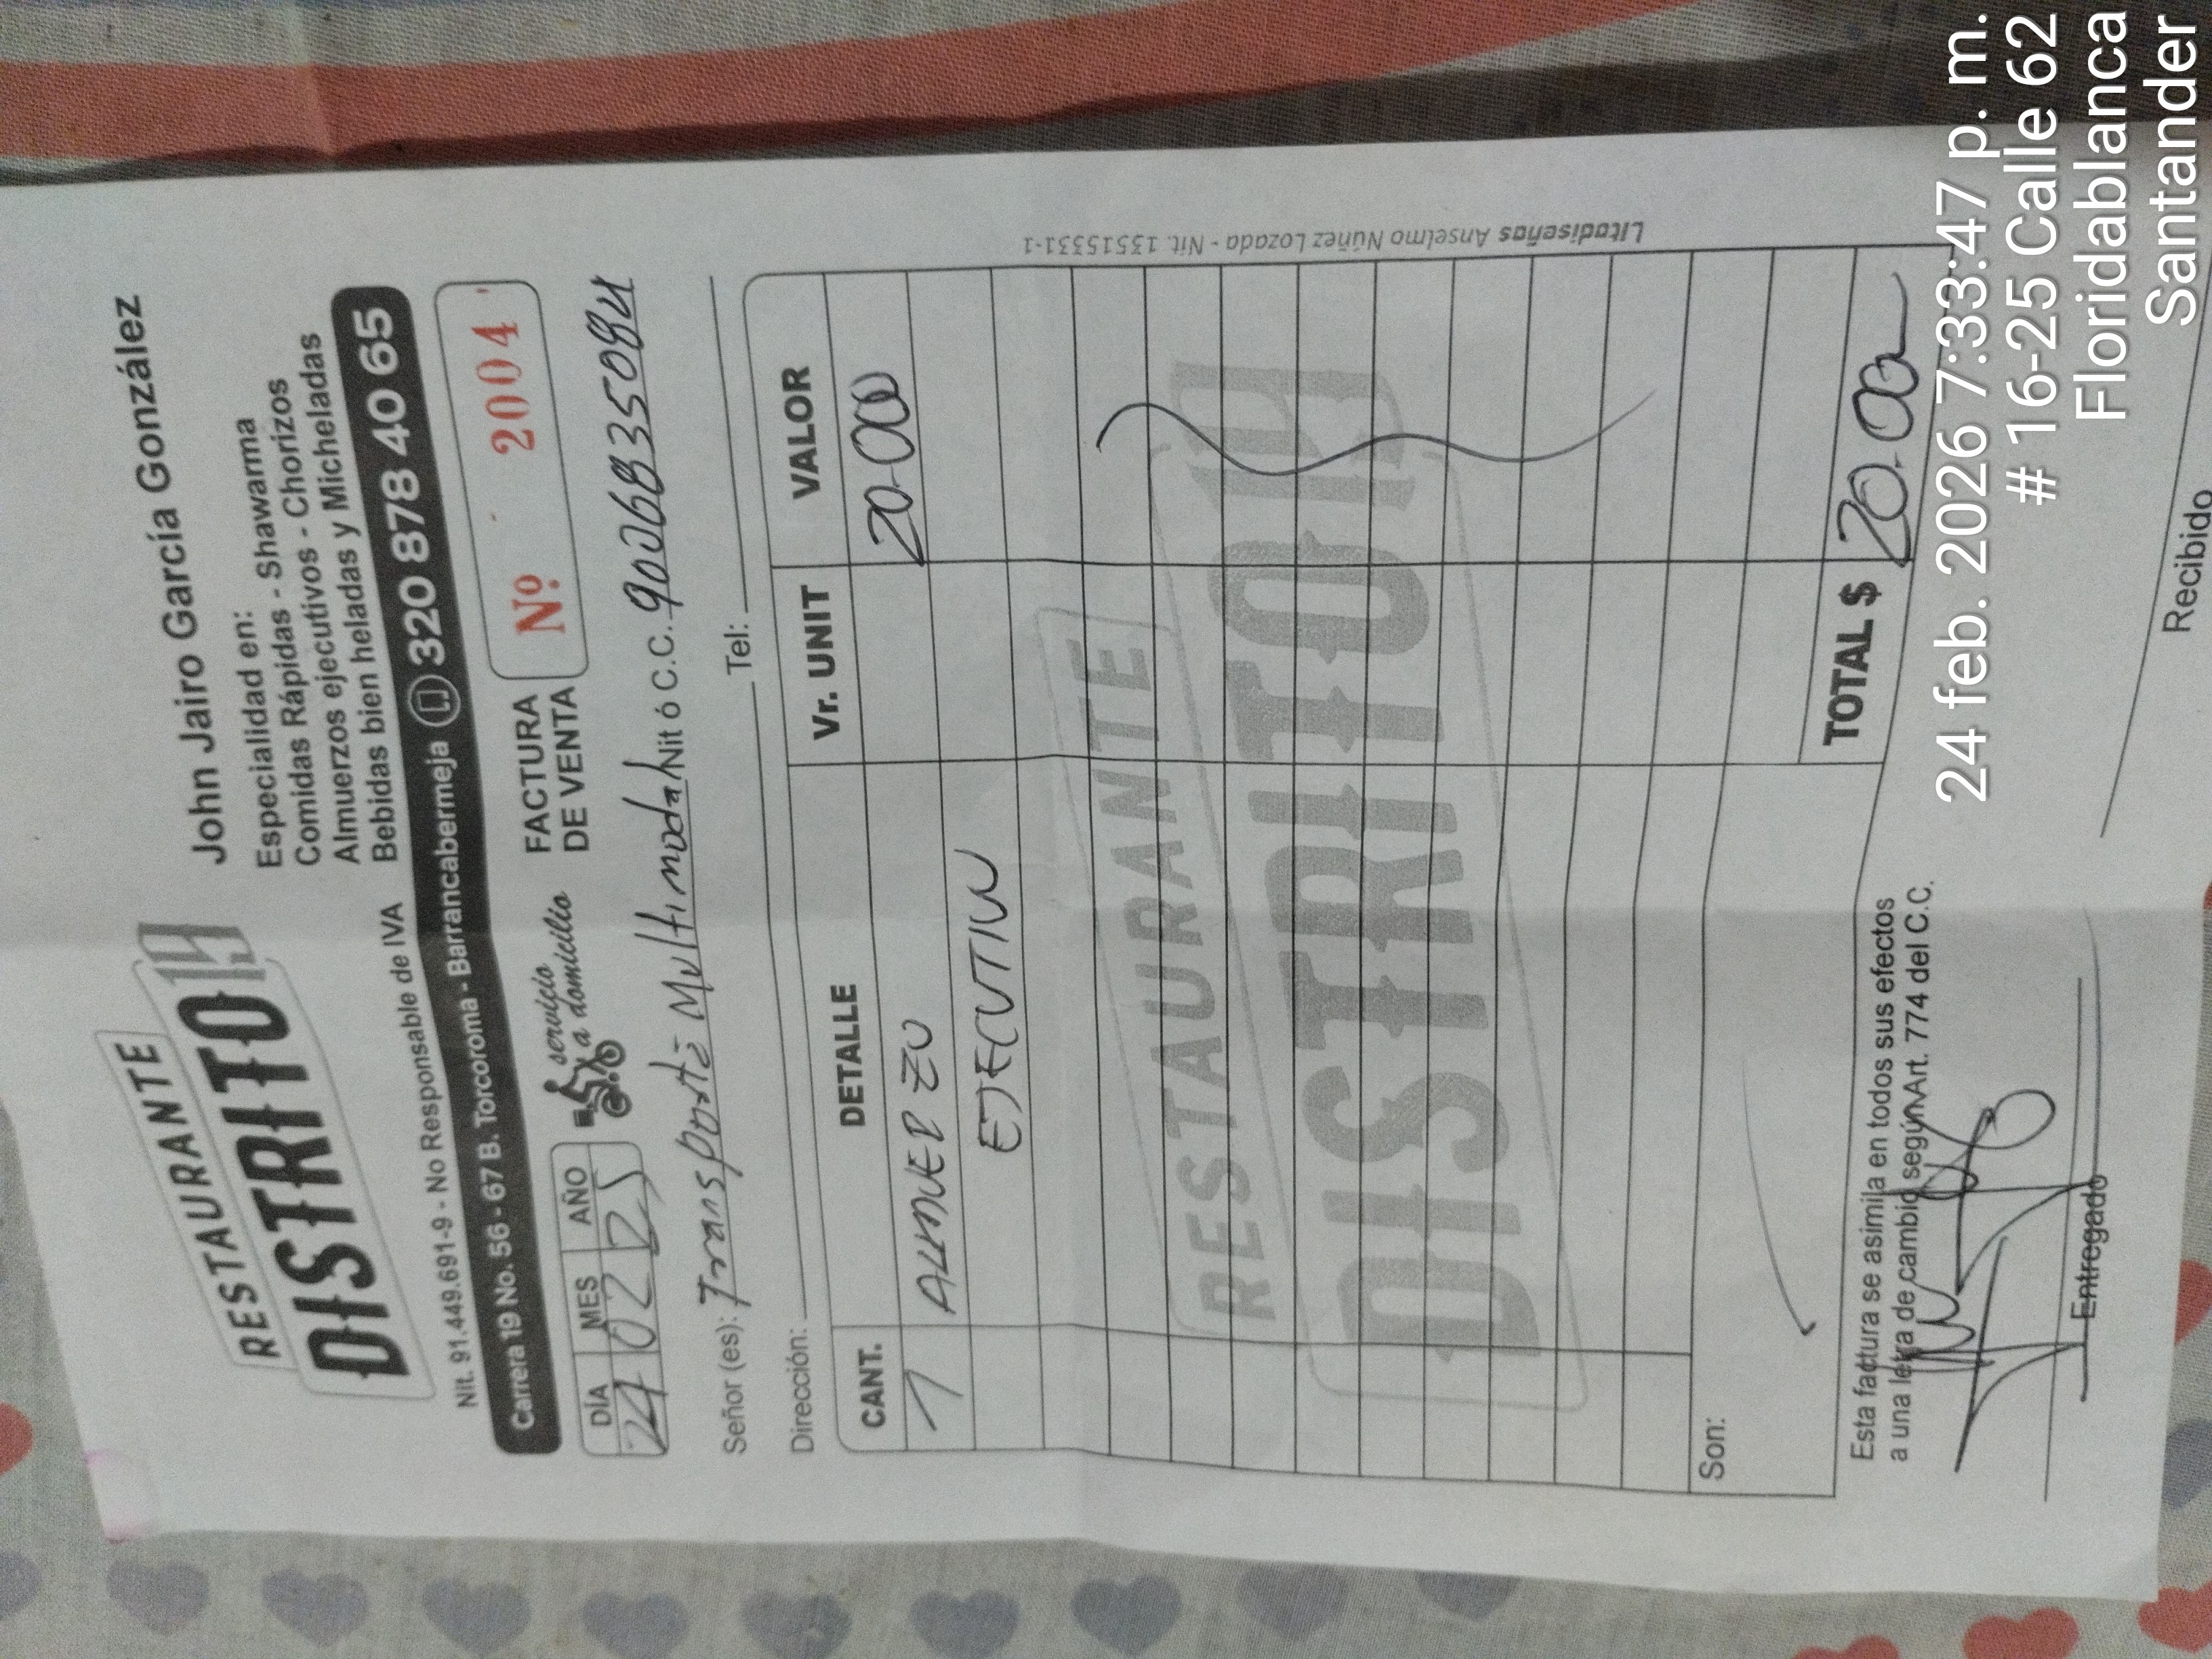 RESTAURANTE
DISTRITO 14
John Jairo García González
Especialidad en:
Comidas Rápidas - Shawarma
Almuerzos ejecutivos - Chorizos
Bebidas bien heladas y Micheladas
Nit. 91.449.691-9 - No Responsable de IVA
Carrera 19 No. 56 - 67 B. Torcoroma - Barrancabermeja 320 878 40 65
DÍA MES AÑO
24 02 25
servicio
a domicilio
FACTURA
DE VENTA
Nº 2004
Señor (es): Transporte Multimodal Nit ó C.C. 9006835094
Dirección: Tel:
CANT. DETALLE Vr. UNIT VALOR
1 ALMUERZO 20.000
EJECUTIVO
RESTAURANTE
DISTRITO 14
Litodiseños Anselmo Núñez Lozada - Nit. 13515331-1
Son:
TOTAL $ 20.000
Esta factura se asimila en todos sus efectos
a una letra de cambio según Art. 774 del C.C.
Entregado
Recibido
24 feb. 2026 7:33:47 p. m.
# 16-25 Calle 62
Floridablanca
Santander